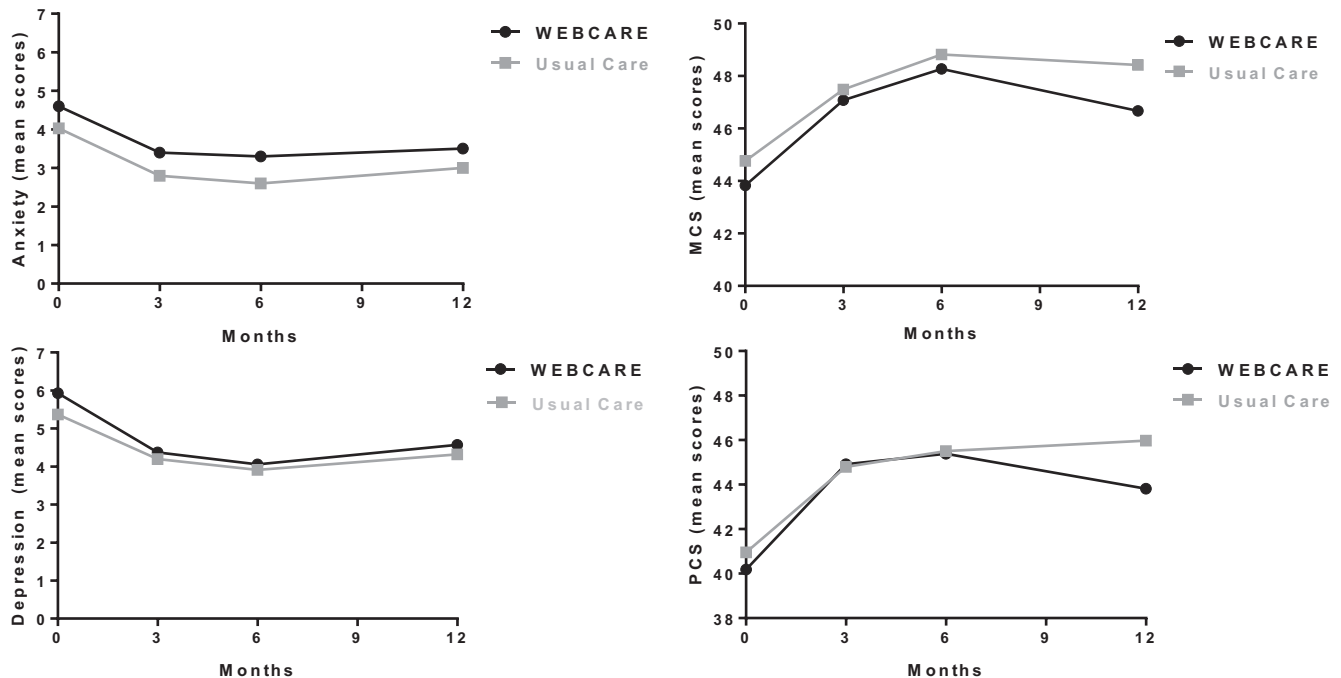 7
6
5
4
3
2
1
0
Anxiety (mean scores)
0 3 6 9 12
Months
WEBCARE
Usual Care
50
48
46
44
42
40
MCS (mean scores)
0 3 6 9 12
Months
WEBCARE
Usual Care
7
6
5
4
3
2
1
0
Depression (mean scores)
0 3 6 9 12
Months
WEBCARE
Usual Care
50
48
46
44
42
40
38
PCS (mean scores)
0 3 6 9 12
Months
WEBCARE
Usual Care